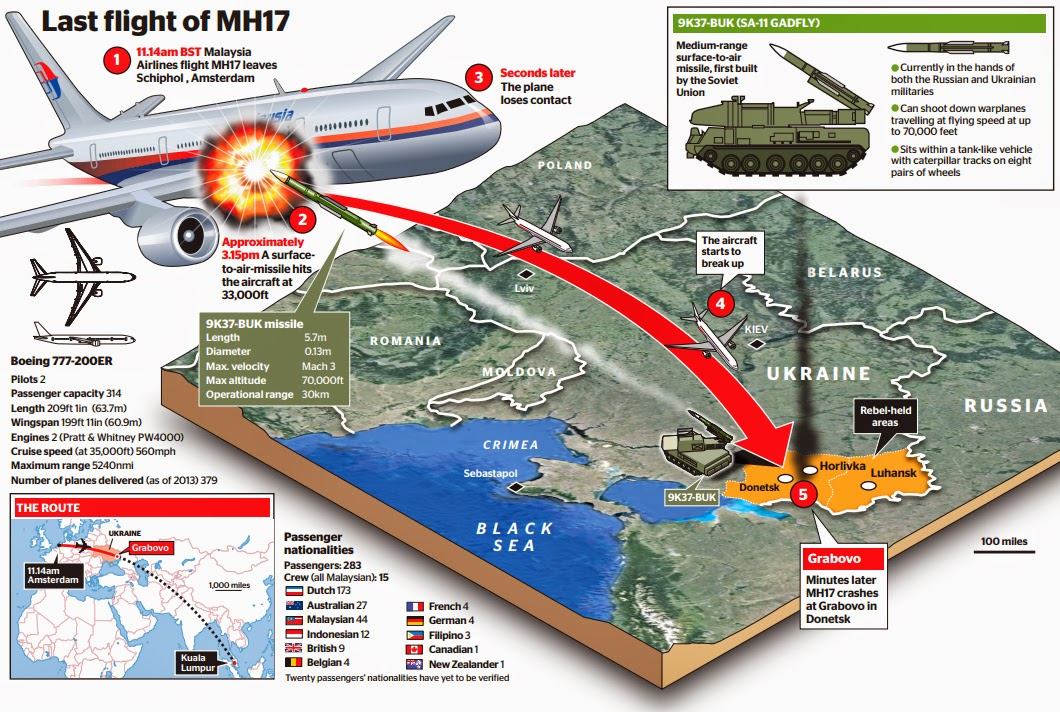 Last flight of MH17
1
11.14am BST Malaysia
Airlines flight MH17 leaves
Schiphol , Amsterdam
3
Seconds later
The plane
loses contact
2
Approximately
3.15pm A surface-
to-air-missile hits
the aircraft at
33,000ft
9K37-BUK missile
Length 5.7m
Diameter 0.13m
Max. velocity Mach 3
Max altitude 70,000ft
Operational range 30km
Boeing 777-200ER
Pilots 2
Passenger capacity 314
Length 209ft 1in (63.7m)
Wingspan 199ft 11in (60.9m)
Engines 2 (Pratt & Whitney PW4000)
Cruise speed (at 35,000ft) 560mph
Maximum range 5240nmi
Number of planes delivered (as of 2013) 379
9K37-BUK (SA-11 GADFLY)
Medium-range
surface-to-air
missile, first built
by the Soviet
Union
Currently in the hands of
both the Russian and Ukrainian
militaries
Can shoot down warplanes
travelling at flying speed at up
to 70,000 feet
Sits within a tank-like vehicle
with caterpillar tracks on eight
pairs of wheels
POLAND
Lviv
The aircraft
starts to
break up
4
BELARUS
KIEV
ROMANIA
MOLDOVA
UKRAINE
RUSSIA
Rebel-held
areas
CRIMEA
Sebastapol
Horlivka
Luhansk
Donetsk
9K37-BUK
5
BLACK
SEA
100 miles
Grabovo
Minutes later
MH17 crashes
at Grabovo in
Donetsk
THE ROUTE
UKRAINE
Grabovo
11.14am
Amsterdam
1,000 miles
Kuala
Lumpur
Passenger
nationalities
Passengers: 283
Crew (all Malaysian): 15
Dutch 173
Australian 27
Malaysian 44
Indonesian 12
British 9
Belgian 4
French 4
German 4
Filipino 3
Canadian 1
New Zealander 1
Twenty passengers' nationalities have yet to be verified